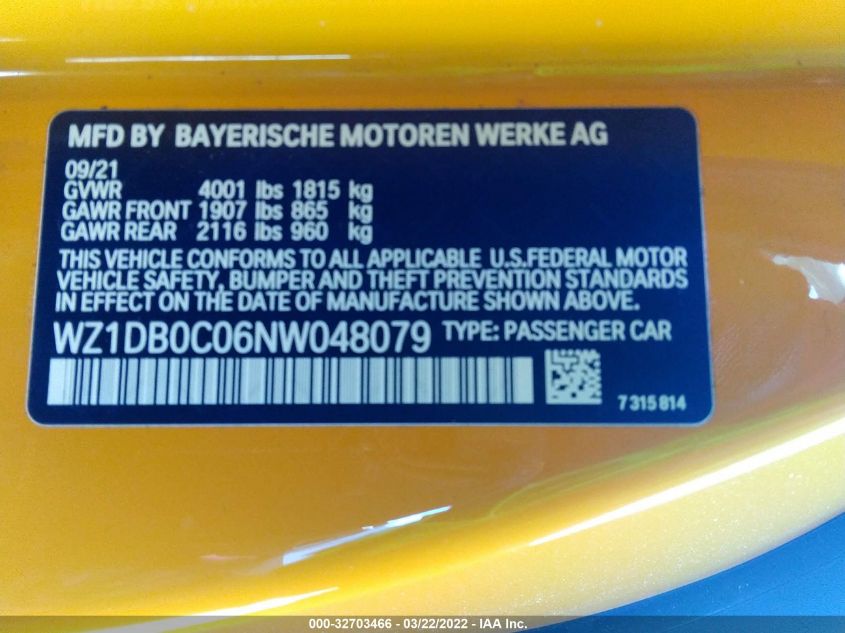 MFD BY BAYERISCHE MOTOREN WERKE AG
09/21
GVWR 4001 lbs 1815 kg
GAWR FRONT 1907 lbs 865 kg
GAWR REAR 2116 lbs 960 kg
THIS VEHICLE CONFORMS TO ALL APPLICABLE U.S.FEDERAL MOTOR
VEHICLE SAFETY, BUMPER AND THEFT PREVENTION STANDARDS
IN EFFECT ON THE DATE OF MANUFACTURE SHOWN ABOVE.
WZ1DB0C06NW048079 TYPE: PASSENGER CAR
7315814
000-32703466 - 03/22/2022 - IAA Inc.